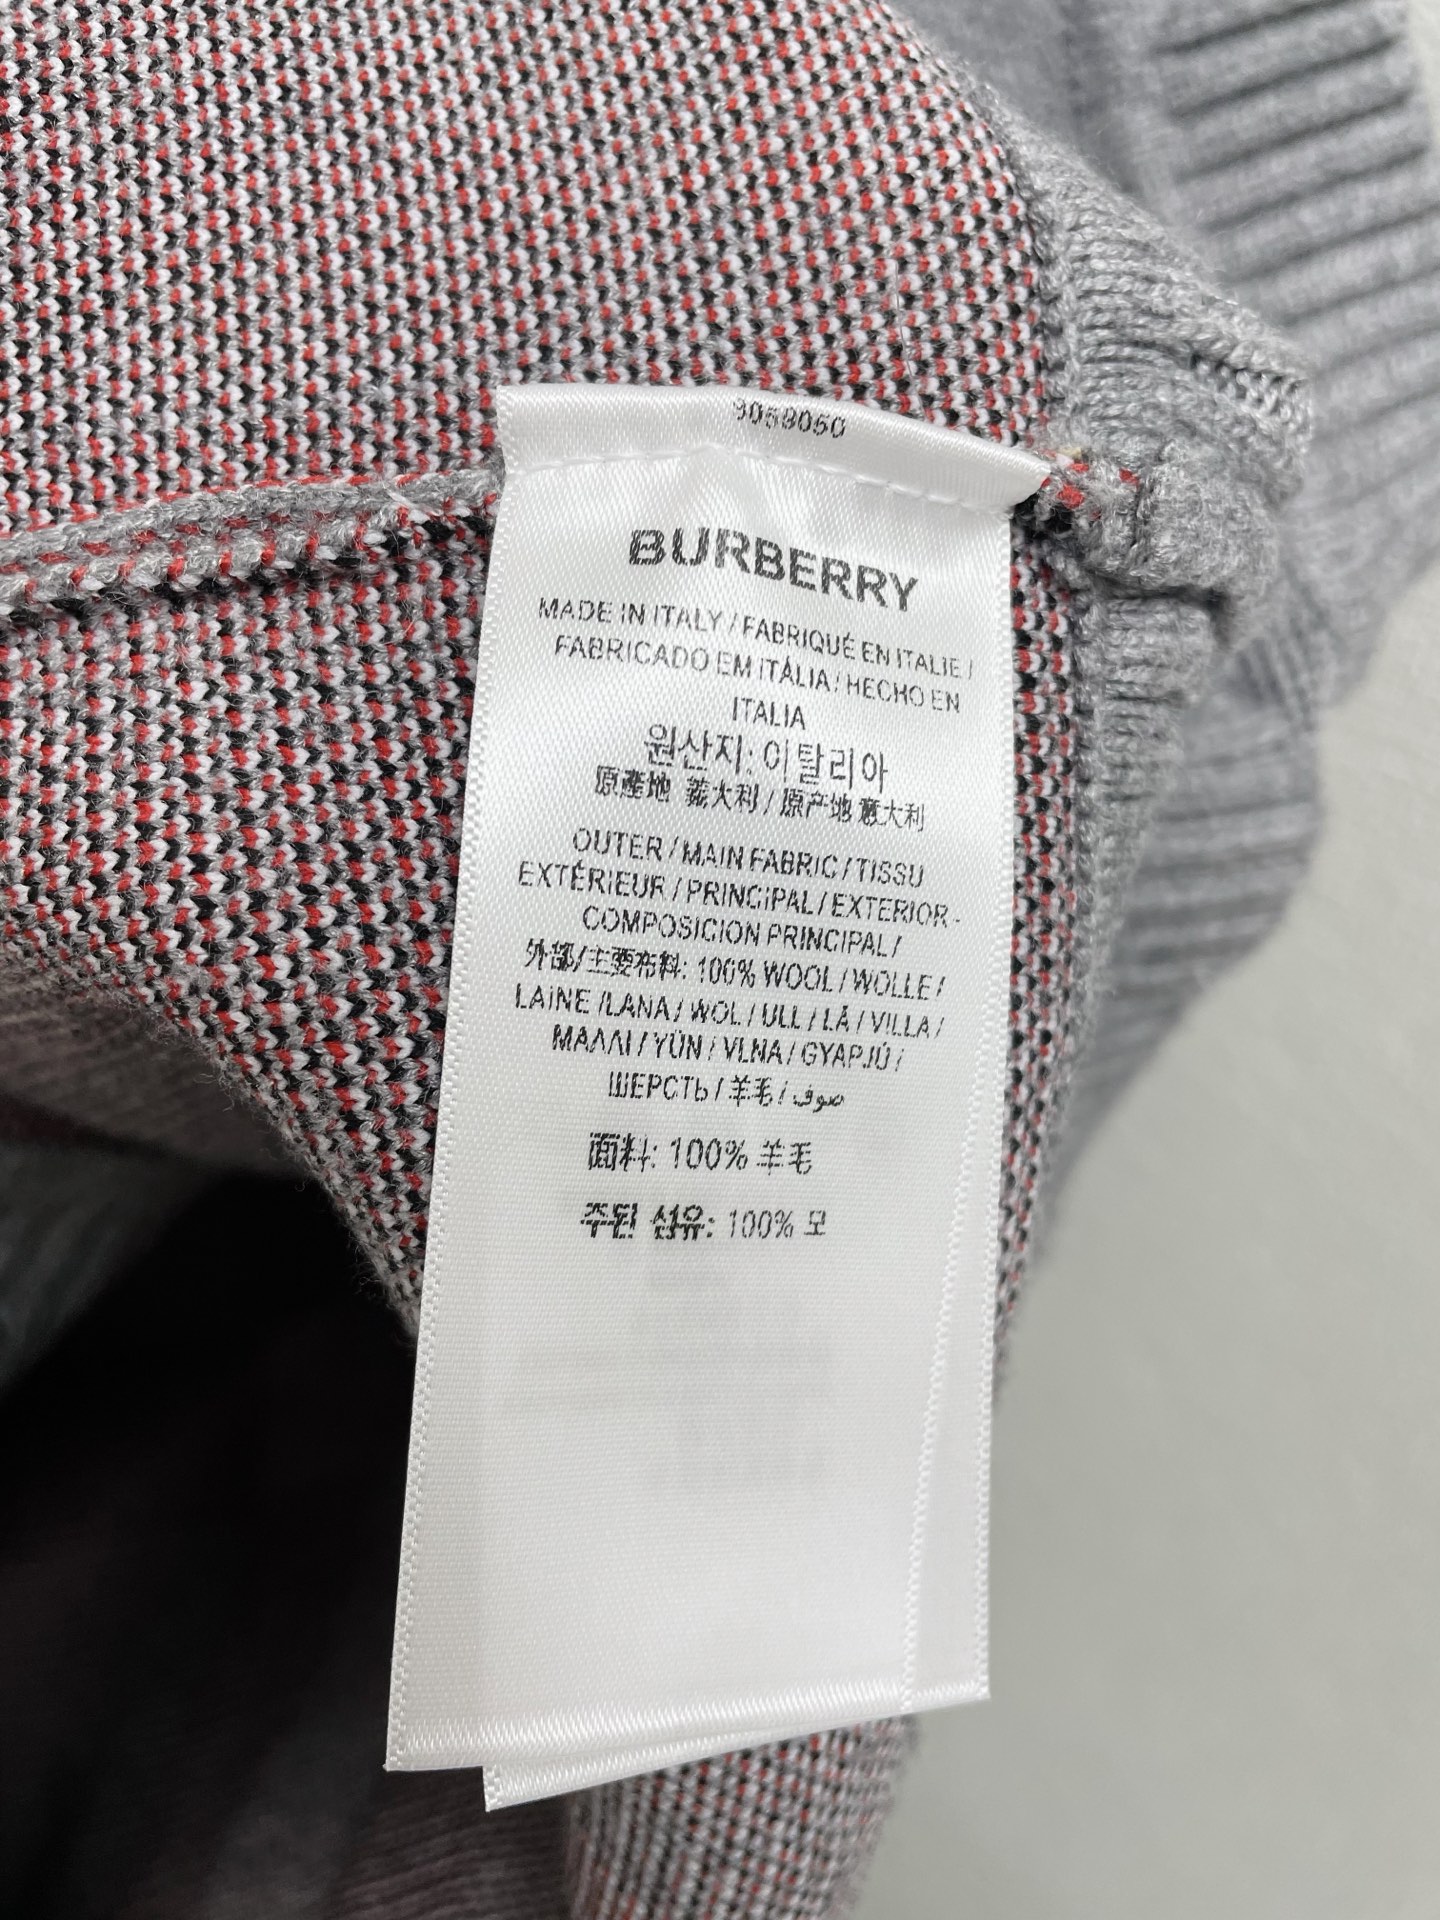 BURBERRY
MADE IN ITALY / FABRIQUÉ EN ITALIE /
FABRICADO EM ITÁLIA / HECHO EN
ITALIA
원산지: 이탈리아
原產地 義大利 / 原产地 意大利
OUTER / MAIN FABRIC / TISSU
EXTÉRIEUR / PRINCIPAL / EXTERIOR -
COMPOSICION PRINCIPAL /
外部/主要布料: 100% WOOL / WOLLE /
LAINE / LANA / WOL / ULL / LÃ / VILLA /
ΜΑΛΛΙ / YÜN / VLNA / GYAPJÚ /
ШЕРСТЬ / 羊毛 / صوف
面料: 100% 羊毛
주된 섬유: 100% 모